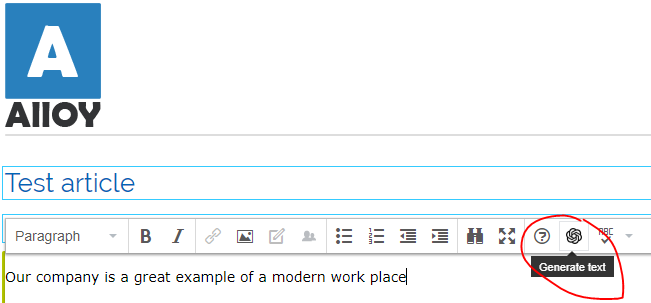 A
AllOY
Test article
Paragraph B I ABC
Generate text
Our company is a great example of a modern work place